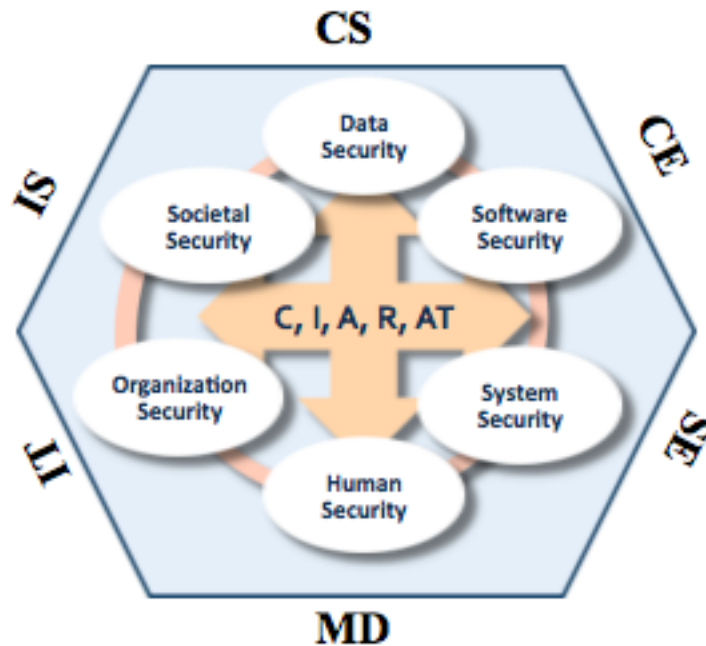 CS
CE
IS
Data
Security
Societal
Security
Software
Security
C, I, A, R, AT
Organization
Security
System
Security
IT
SE
Human
Security
MD